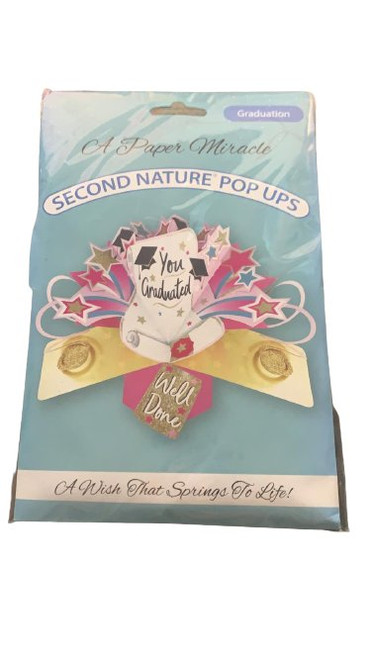 Graduation
A Paper Miracle
SECOND NATURE® POP UPS
You
Graduated
Well
Done
A Wish That Springs To Life!